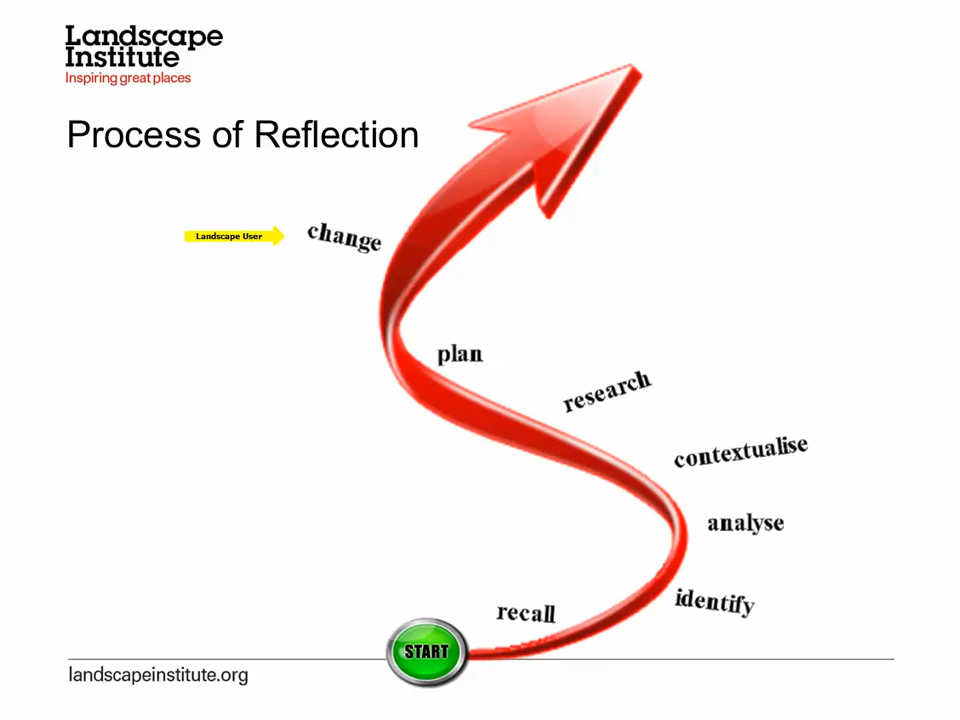 Landscape
Institute
Inspiring great places
Process of Reflection
Landscape User
change
plan
research
contextualise
analyse
identify
recall
START
landscapeinstitute.org